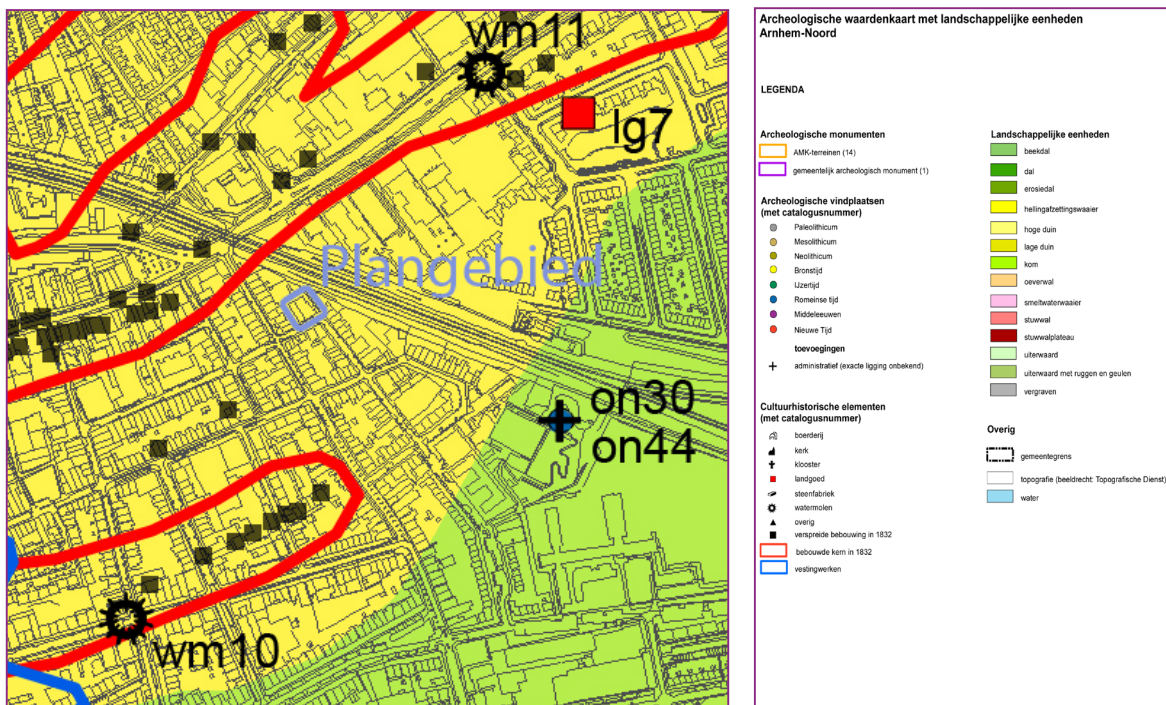 wm11
lg7
Plangebied
on30
on44
wm10
Archeologische waardenkaart met landschappelijke eenheden
Arnhem-Noord
LEGENDA
Archeologische monumenten
AMK-terreinen (14)
gemeentelijk archeologisch monument (1)
Archeologische vindplaatsen
(met catalogusnummer)
Paleolithicum
Mesolithicum
Neolithicum
Bronstijd
IJzertijd
Romeinse tijd
Middeleeuwen
Nieuwe Tijd
toevoegingen
administratief (exacte ligging onbekend)
Cultuurhistorische elementen
(met catalogusnummer)
boerderij
kerk
klooster
landgoed
steenfabriek
watermolen
overig
verspreide bebouwing in 1832
bebouwde kern in 1832
vestingwerken
Landschappelijke eenheden
beekdal
dal
erosiedal
hellingafzettingswaaier
hoge duin
lage duin
kom
oeverwal
smeltwaterwaaier
stuwwal
stuwwalplateau
uiterwaard
uiterwaard met ruggen en geulen
vergraven
Overig
gemeentegrens
topografie (beeldrecht: Topografische Dienst)
water